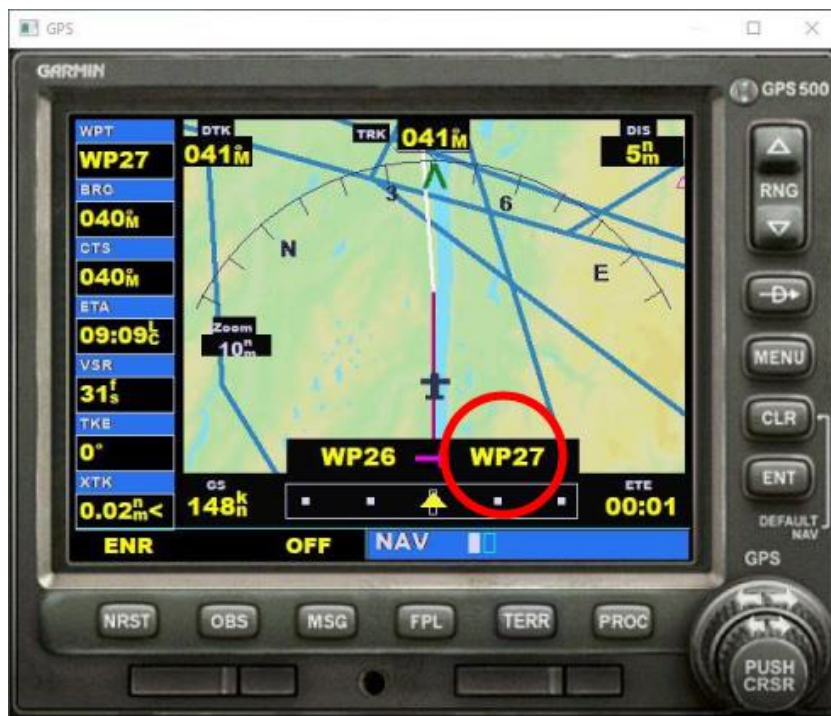 GPS
GARMIN
GPS 500
WPT
WP27
BRG
040°M
CTS
040°M
ETA
09:09LC
VSR
31fs
TKE
0°
XTK
0.02nm<
DTK
041°M
TRK 041°M
DIS
5nm
N
3
6
E
Zoom
10nm
WP26 WP27
GS
148kn
ETE
00:01
ENR OFF NAV
RNG
D
MENU
CLR
ENT
DEFAULT
NAV
GPS
NRST OBS MSG FPL TERR PROC
PUSH
CRSR